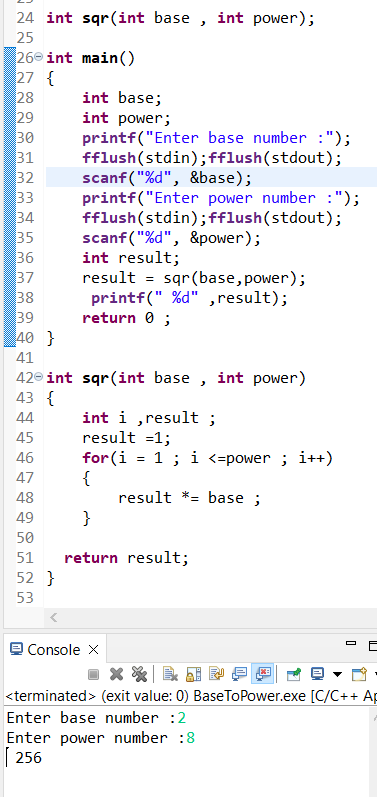 24 int sqr(int base , int power);
25
26 int main()
27 {
28     int base;
29     int power;
30     printf("Enter base number :");
31     fflush(stdin);fflush(stdout);
32     scanf("%d", &base);
33     printf("Enter power number :");
34     fflush(stdin);fflush(stdout);
35     scanf("%d", &power);
36     int result;
37     result = sqr(base,power);
38      printf(" %d" ,result);
39     return 0 ;
40 }
41
42 int sqr(int base , int power)
43 {
44     int i ,result ;
45     result =1;
46     for(i = 1 ; i <=power ; i++)
47     {
48         result *= base ;
49     }
50
51   return result;
52 }
53
Console
<terminated> (exit value: 0) BaseToPower.exe [C/C++ Ap
Enter base number :2
Enter power number :8
 256